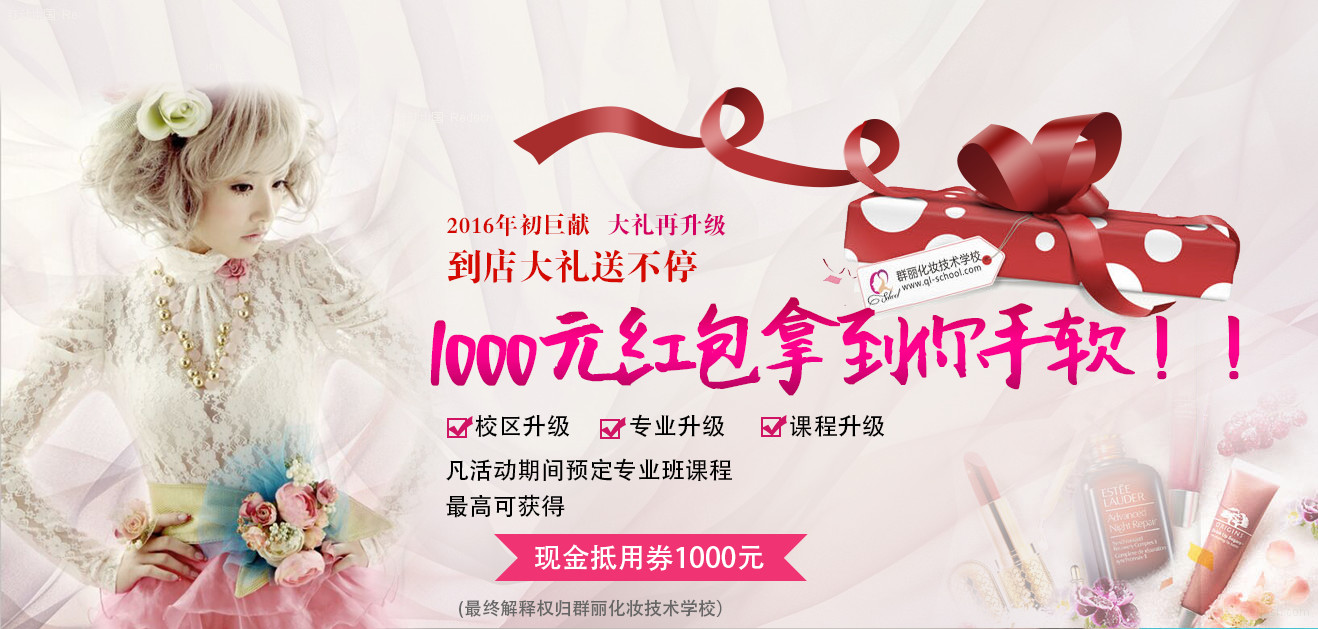 2016年初巨献 大礼再升级
到店大礼送不停
群丽化妆技术学校
www.ql-school.com
1000元红包拿到你手软！！
校区升级 专业升级 课程升级
凡活动期间预定专业班课程
最高可获得
现金抵用券1000元
(最终解释权归群丽化妆技术学校)
ESTĒE
LAUDER
Advanced
Night Repair
ORIGINS